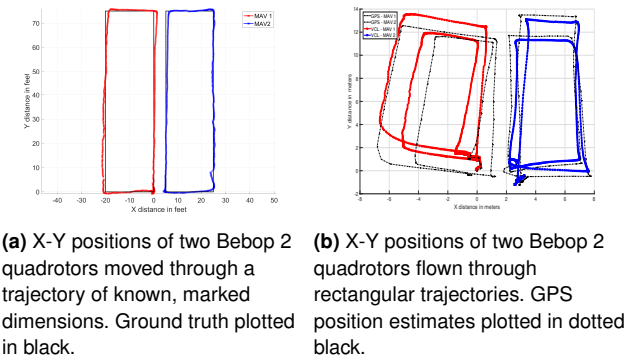 MAV 1
MAV2
Y distance in feet
70
60
50
40
30
20
10
0
-40 -30 -20 -10 0 10 20 30 40 50
X distance in feet
GPS - MAV 1
GPS - MAV 2
VCL - MAV 1
VCL - MAV 2
Y distance in meters
14
12
10
8
6
4
2
0
-2
-8 -6 -4 -2 0 2 4 6 8
X distance in meters
(a) X-Y positions of two Bebop 2
quadrotors moved through a
trajectory of known, marked
dimensions. Ground truth plotted
in black.
(b) X-Y positions of two Bebop 2
quadrotors flown through
rectangular trajectories. GPS
position estimates plotted in dotted
black.